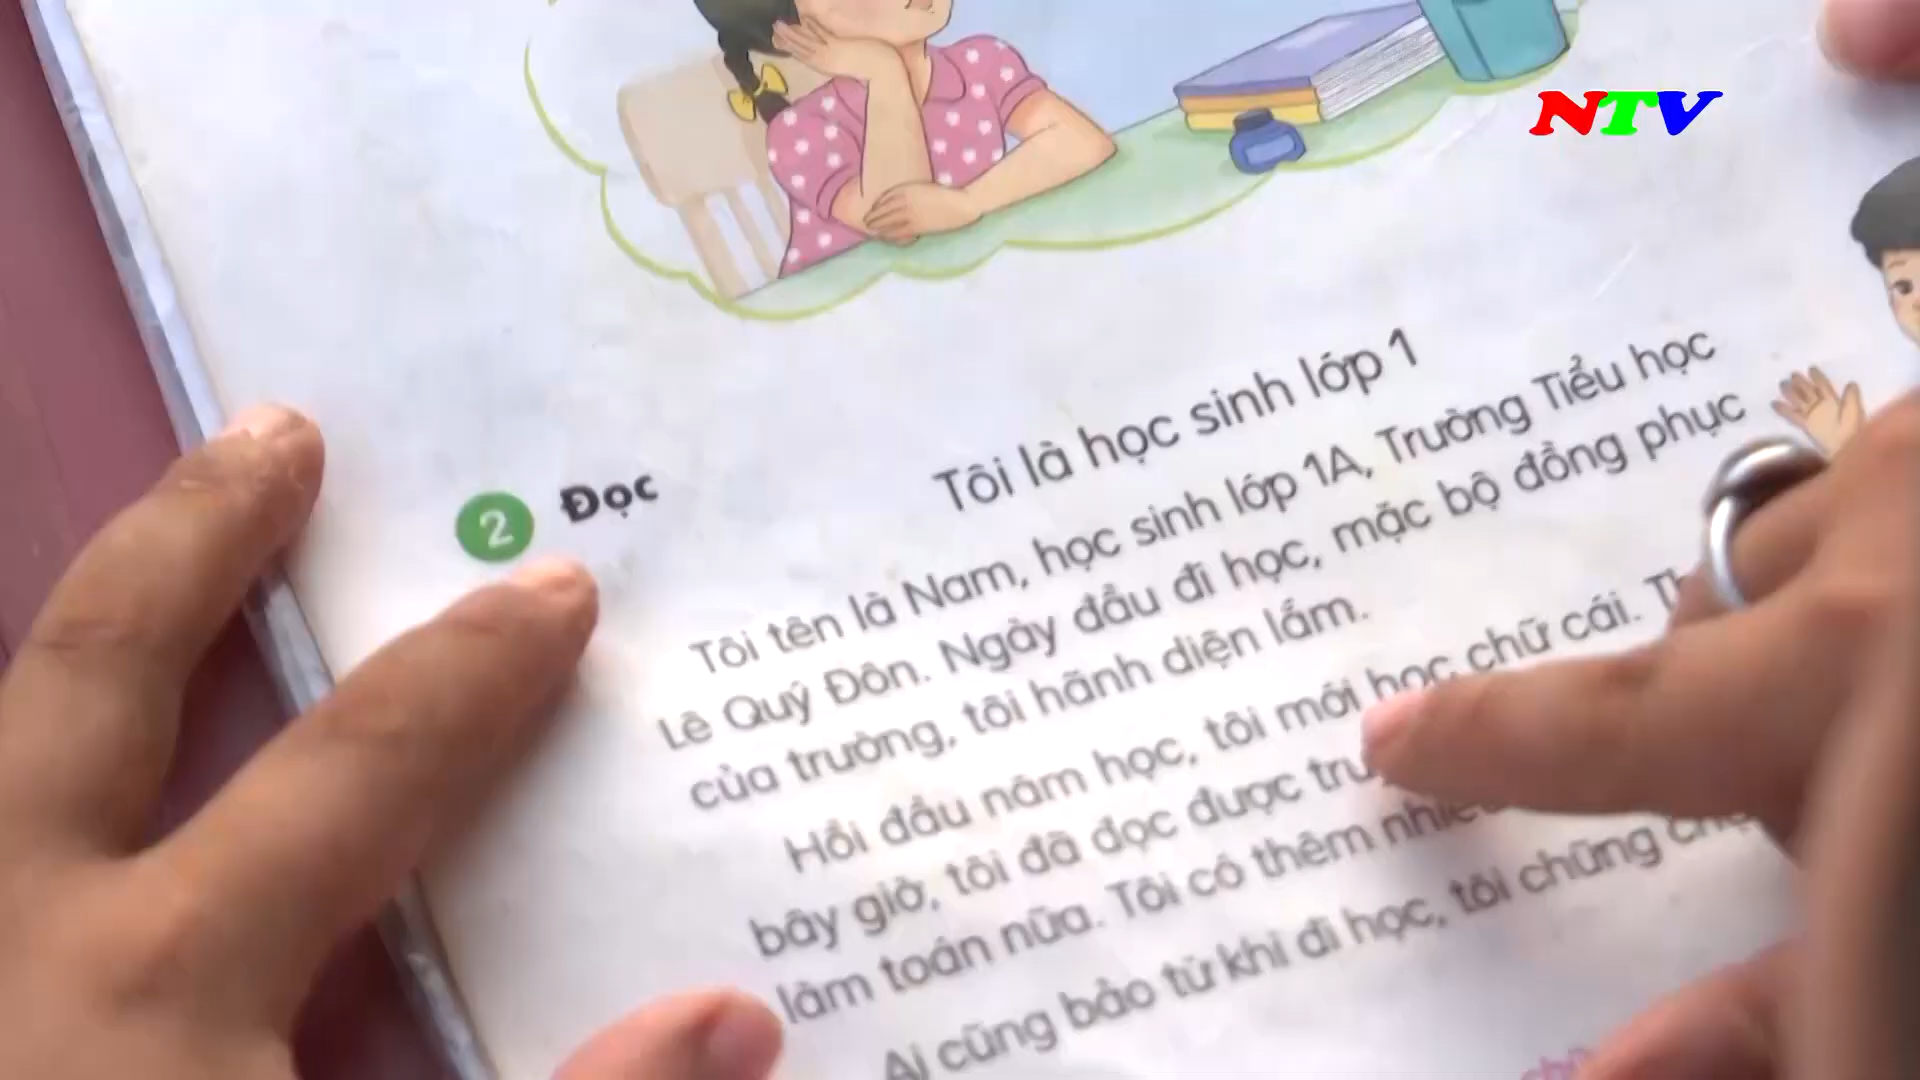 NTV
2 Đọc
Tôi là học sinh lớp 1
Tôi tên là Nam, học sinh lớp 1A, Trường Tiểu học
Lê Quý Đôn. Ngày đầu đi học, mặc bộ đồng phục
của trường, tôi hãnh diện lắm.
Hồi đầu năm học, tôi mới học chữ cái.
bây giờ, tôi đã đọc được
làm toán nữa. Tôi có thêm
Ai cũng bảo từ khi đi học, tôi chững